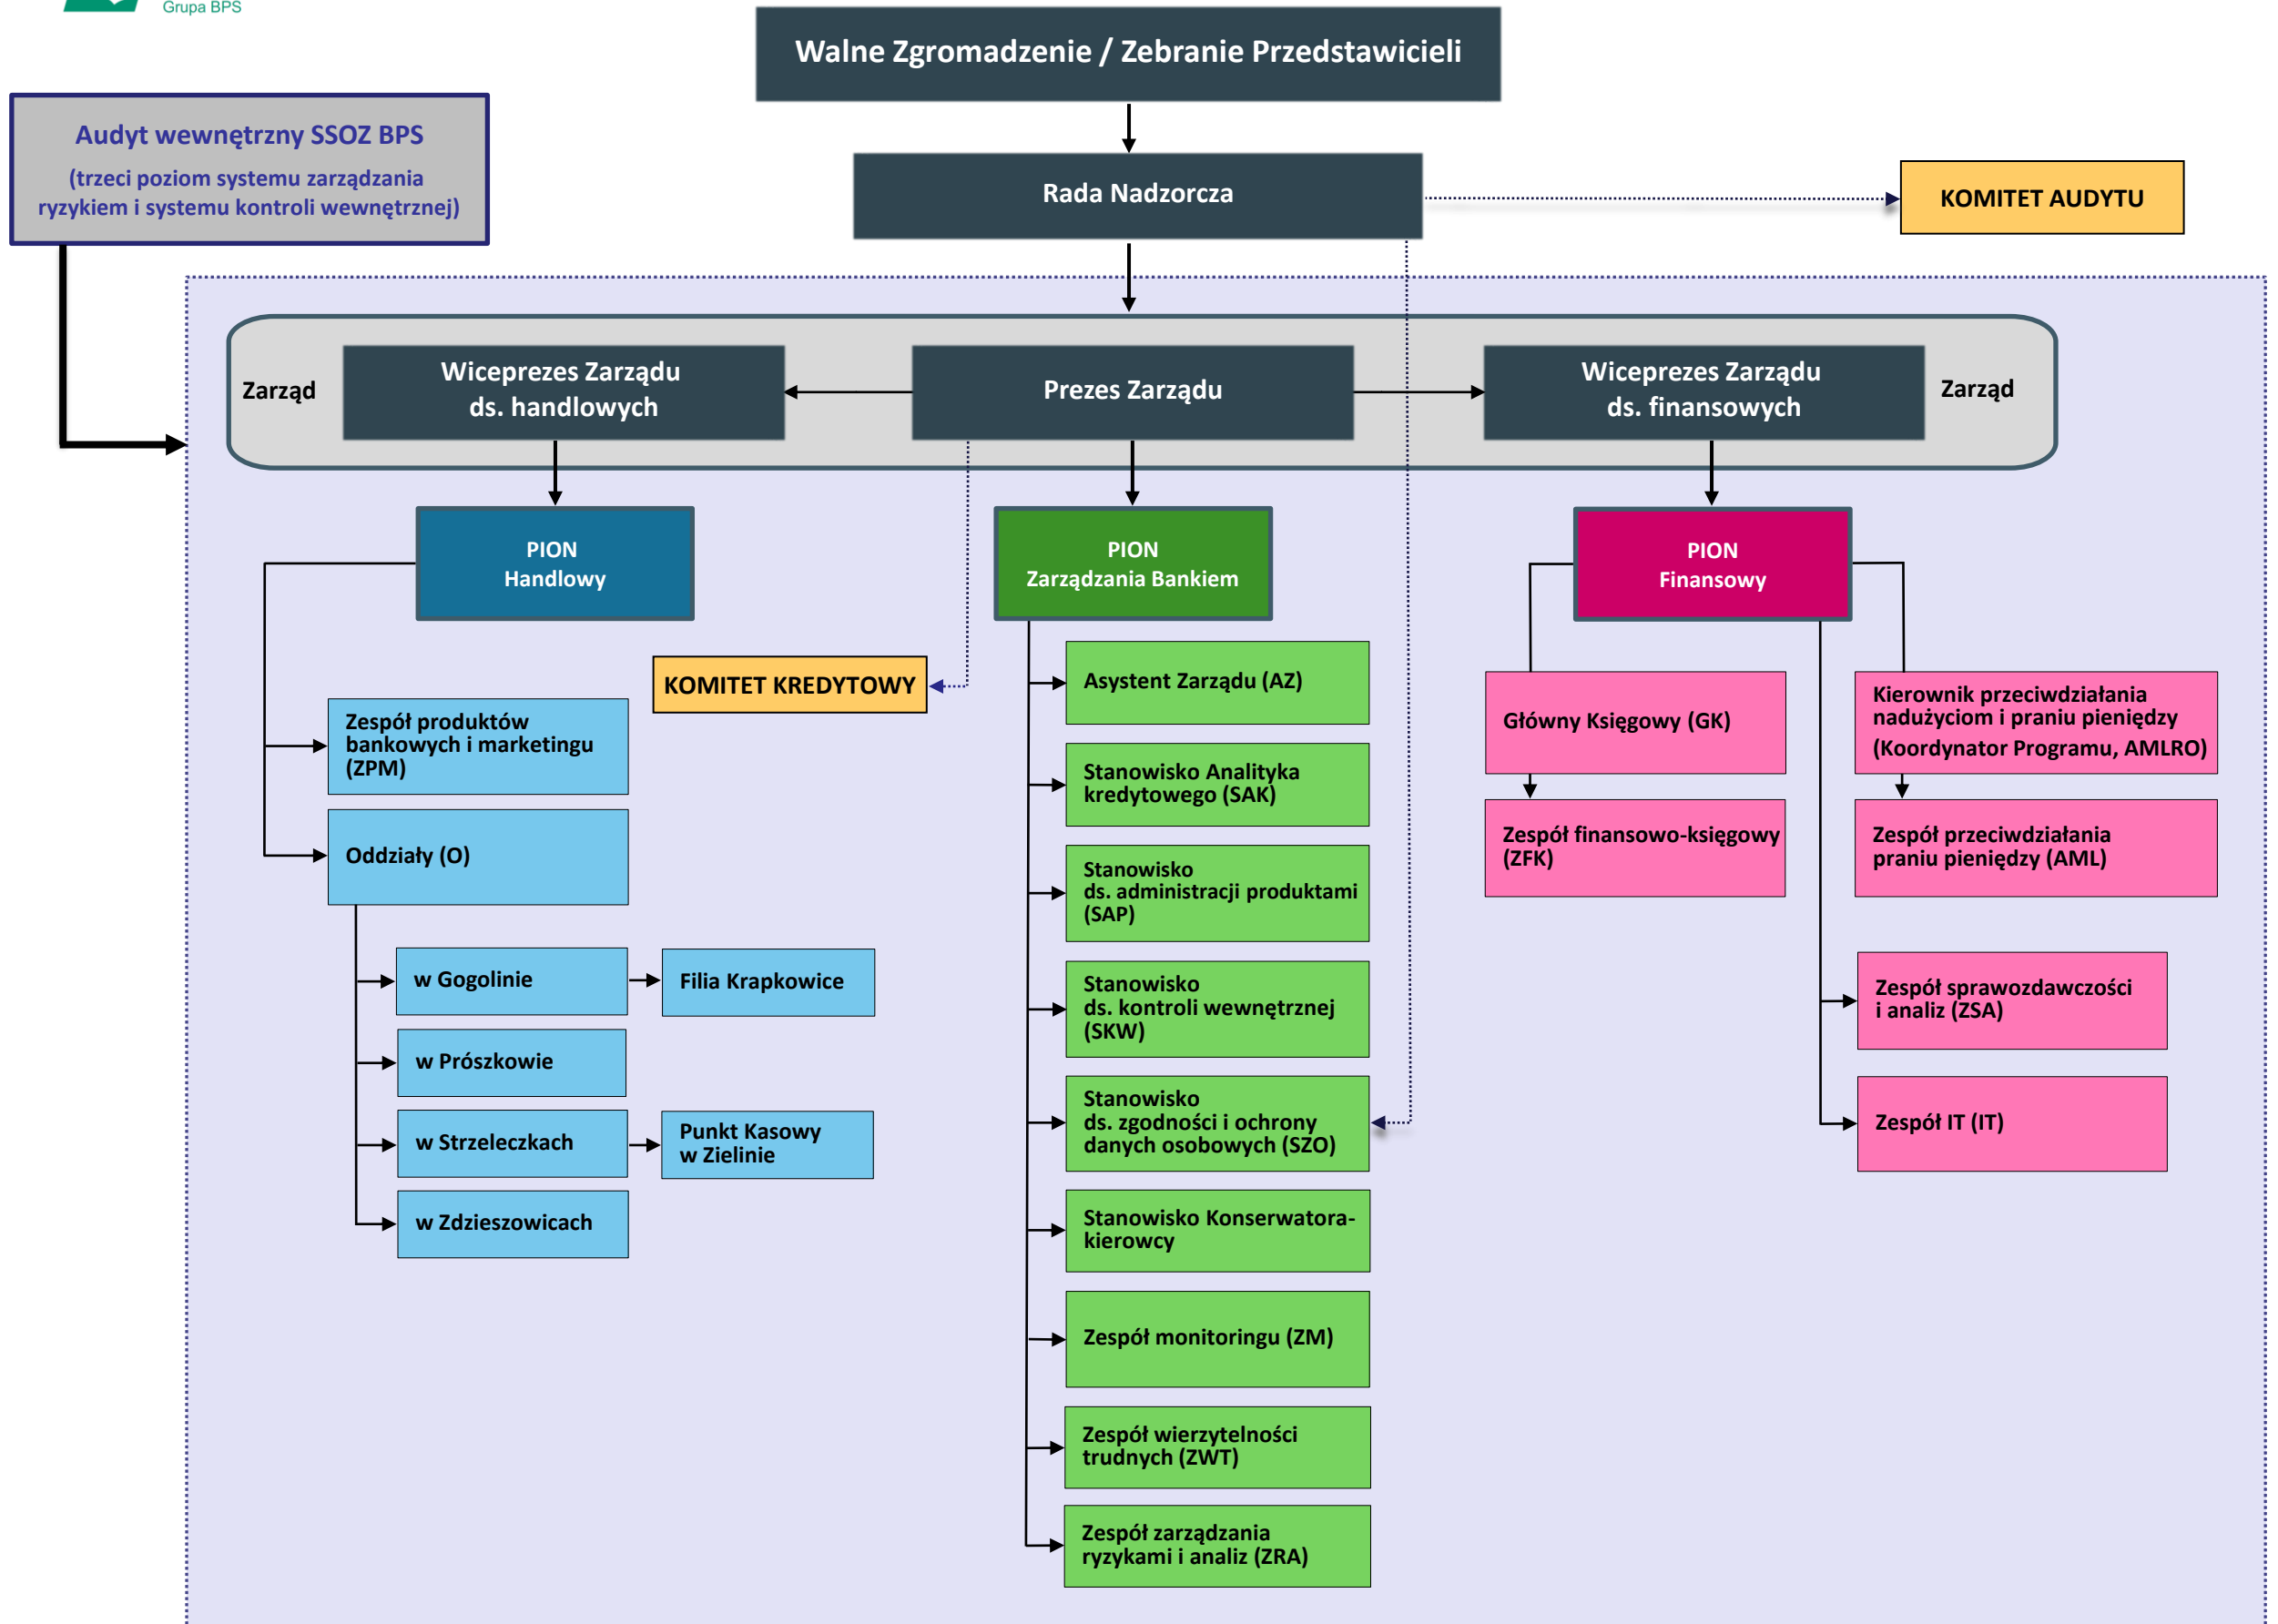 Grupa BPS
Walne Zgromadzenie / Zebranie Przedstawicieli
Audyt wewnętrzny SSOZ BPS
(trzeci poziom systemu zarządzania
ryzykiem i systemu kontroli wewnętrznej)
Rada Nadzorcza
KOMITET AUDYTU
Zarząd
Wiceprezes Zarządu
ds. handlowych
Prezes Zarządu
Wiceprezes Zarządu
ds. finansowych
Zarząd
PION
Handlowy
PION
Zarządzania Bankiem
PION
Finansowy
KOMITET KREDYTOWY
Zespół produktów
bankowych i marketingu
(ZPM)
Oddziały (O)
w Gogolinie
Filia Krapkowice
w Prószkowie
w Strzeleczkach
Punkt Kasowy
w Zielinie
w Zdzieszowicach
Asystent Zarządu (AZ)
Stanowisko Analityka
kredytowego (SAK)
Stanowisko
ds. administracji produktami
(SAP)
Stanowisko
ds. kontroli wewnętrznej
(SKW)
Stanowisko
ds. zgodności i ochrony
danych osobowych (SZO)
Stanowisko Konserwatora-
kierowcy
Zespół monitoringu (ZM)
Zespół wierzytelności
trudnych (ZWT)
Zespół zarządzania
ryzykami i analiz (ZRA)
Główny Księgowy (GK)
Zespół finansowo-księgowy
(ZFK)
Kierownik przeciwdziałania
nadużyciom i praniu pieniędzy
(Koordynator Programu, AMLRO)
Zespół przeciwdziałania
praniu pieniędzy (AML)
Zespół sprawozdawczości
i analiz (ZSA)
Zespół IT (IT)